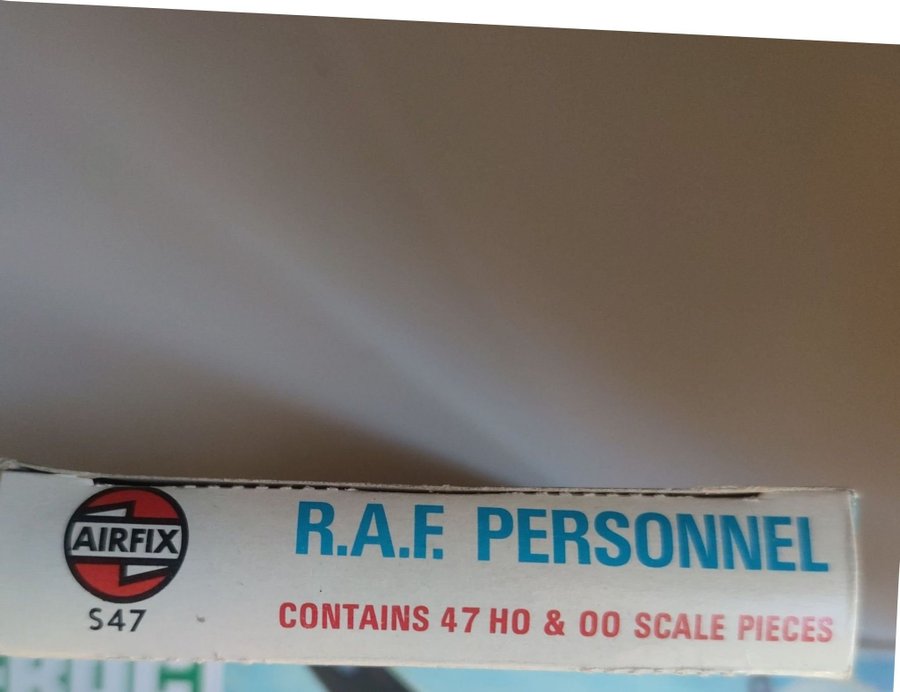 AIRFIX
S47
R.A.F. PERSONNEL
CONTAINS 47 HO & OO SCALE PIECES